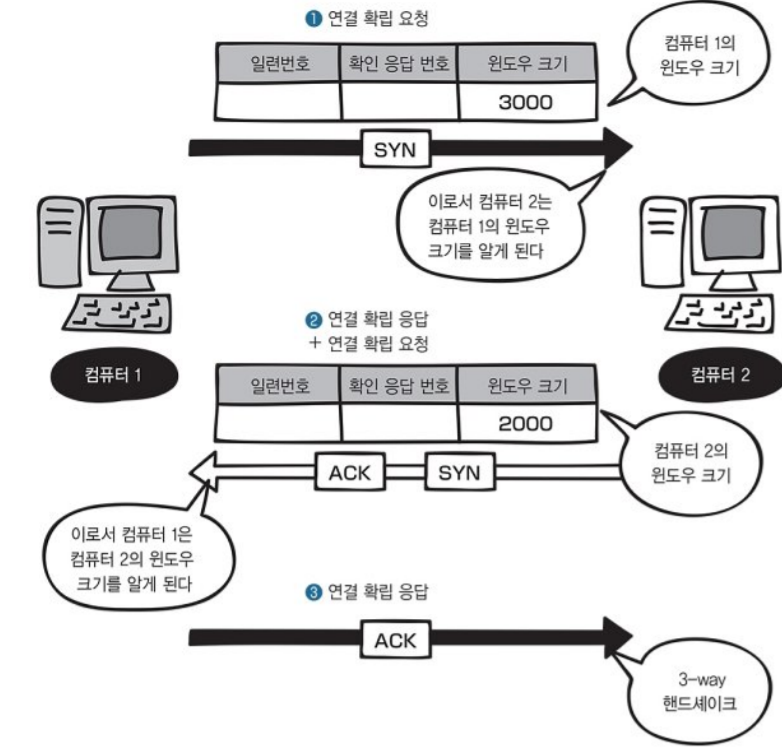 ❶ 연결 확립 요청
일련번호 확인 응답 번호 윈도우 크기
3000
컴퓨터 1의
윈도우 크기
SYN
이로서 컴퓨터 2는
컴퓨터 1의 윈도우
크기를 알게 된다
컴퓨터 1
컴퓨터 2
❷ 연결 확립 응답
+ 연결 확립 요청
일련번호 확인 응답 번호 윈도우 크기
2000
컴퓨터 2의
윈도우 크기
ACK SYN
이로서 컴퓨터 1은
컴퓨터 2의 윈도우
크기를 알게 된다
❸ 연결 확립 응답
ACK
3-way
핸드셰이크